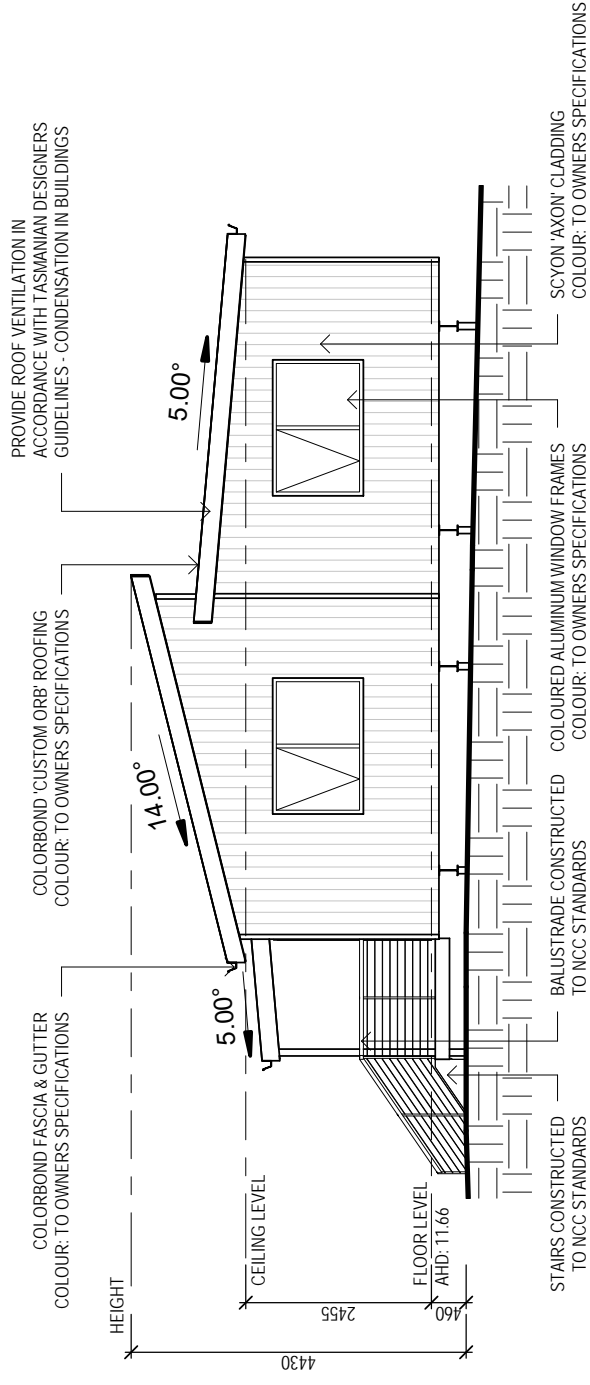 COLORBOND FASCIA & GUTTER
COLOUR: TO OWNERS SPECIFICATIONS
COLORBOND 'CUSTOM ORB' ROOFING
COLOUR: TO OWNERS SPECIFICATIONS
PROVIDE ROOF VENTILATION IN
ACCORDANCE WITH TASMANIAN DESIGNERS
GUIDELINES - CONDENSATION IN BUILDINGS
HEIGHT
14.00°
5.00°
5.00°
CEILING LEVEL
FLOOR LEVEL
AHD: 11.66
4430
2455
460
STAIRS CONSTRUCTED
TO NCC STANDARDS
BALUSTRADE CONSTRUCTED
TO NCC STANDARDS
COLOURED ALUMINUM WINDOW FRAMES
COLOUR: TO OWNERS SPECIFICATIONS
SCYON 'AXON' CLADDING
COLOUR: TO OWNERS SPECIFICATIONS